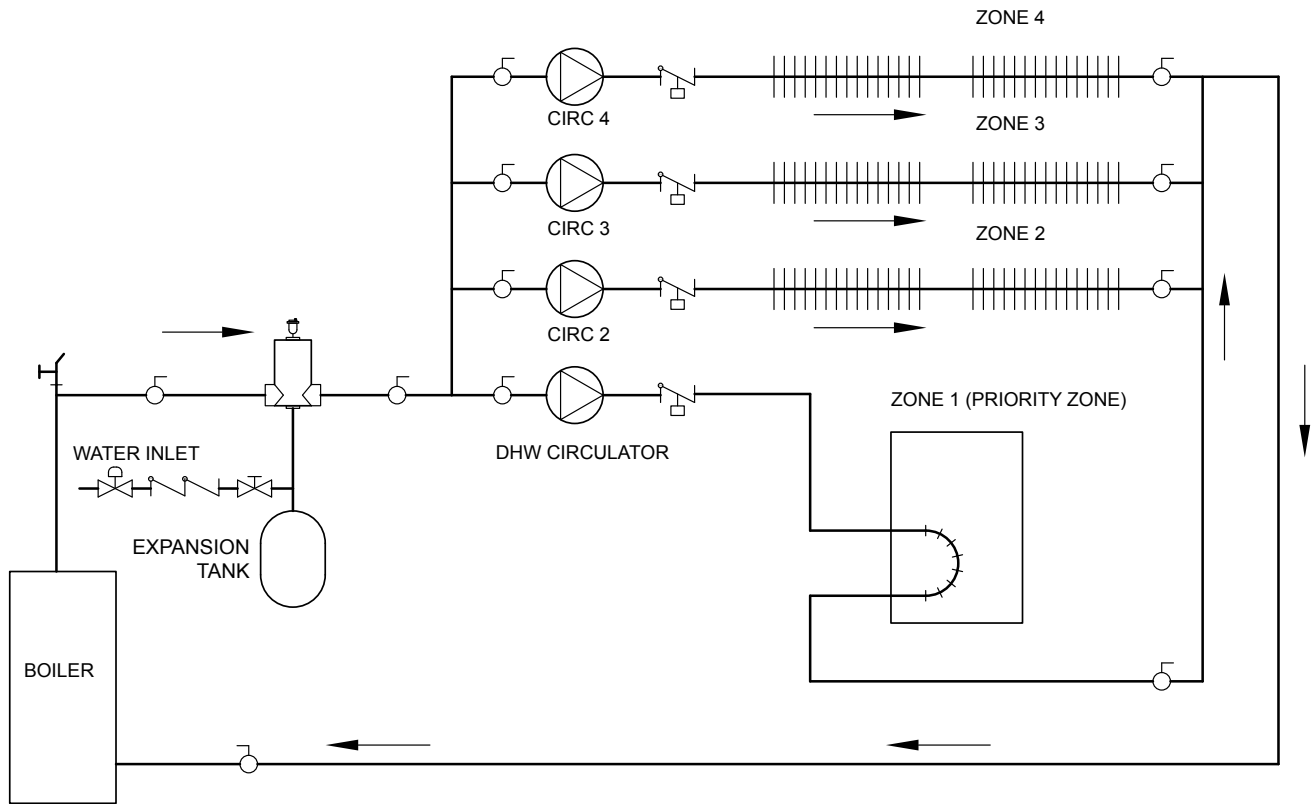 ZONE 4
CIRC 4
ZONE 3
CIRC 3
ZONE 2
CIRC 2
ZONE 1 (PRIORITY ZONE)
DHW CIRCULATOR
WATER INLET
EXPANSION
TANK
BOILER